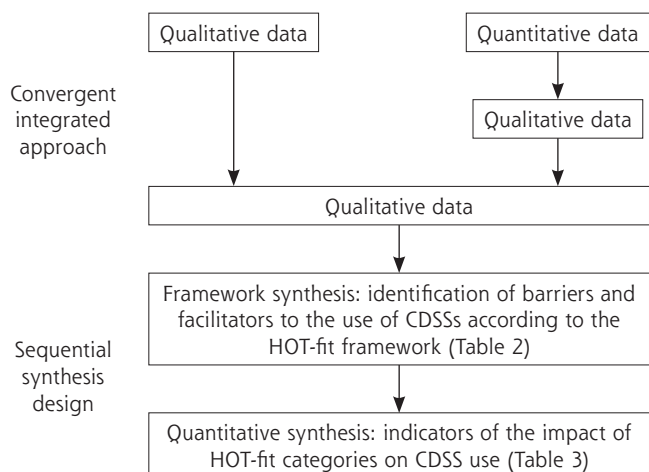 Qualitative data
Quantitative data
Convergent
integrated
approach
Qualitative data
Qualitative data
Framework synthesis: identification of barriers and
facilitators to the use of CDSSs according to the
HOT-fit framework (Table 2)
Sequential
synthesis
design
Quantitative synthesis: indicators of the impact of
HOT-fit categories on CDSS use (Table 3)